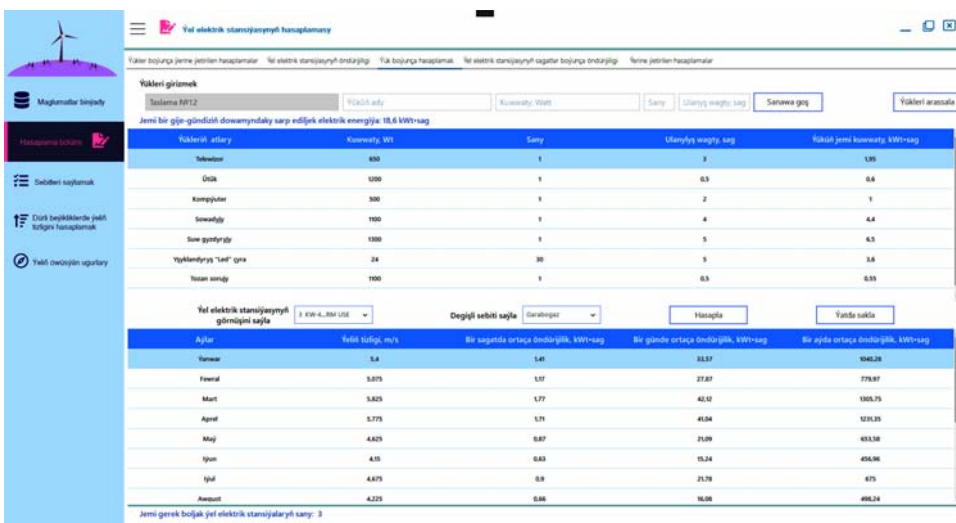 Ýel elektrik stansiýasynyň hasaplamasy
Ýükler boýunça ýerine ýetirilen hasaplamalar Ýel elektrik stansiýasynyň öndürijiligi Ýük boýunça hasaplamak Ýel elektrik stansiýasynyň sagatlar boýunça öndürijiligi Ýerine ýetirilen hasaplamalar
Maglumatlar binýady
Hasaplama bölümi
Sebitleri saýlamak
Dürli beýikliklerde ýeliň tizligini hasaplamak
Ýeliň öwüsýän ugurlary
Ýükleri girizmek
Taslama №12 Ýüküň ady Kuwwaty, Watt Sany Ulanyş wagty, sag Sanawa goş Ýükleri arassala
Jemi bir gije-gündiziň dowamyndaky sarp ediljek elektrik energiýa: 18,6 kWt•sag
Ýükleriň atlary Kuwwaty, Wt Sany Ulanylyş wagty, sag Ýüküň jemi kuwwaty, kWt•sag
Telewizor 650 1 3 1,95
Ütük 1200 1 0,5 0,6
Kompýuter 500 1 2 1
Sowadyjy 1100 1 4 4,4
Suw gyzdyryjy 1300 1 5 6,5
Yşyklandyryş "Led" çyra 24 30 5 3,6
Tozan sorujy 1100 1 0,5 0,55
Ýel elektrik stansiýasynyň görnüşini saýla 3 KW-4...RM USE Degişli sebiti saýla Garabogaz Hasapla Ýatda sakla
Aýlar Ýeliň tizligi, m/s Bir sagatda ortaça öndürijilik, kWt•sag Bir günde ortaça öndürijilik, kWt•sag Bir aýda ortaça öndürijilik, kWt•sag
Ýanwar 5,4 1,41 33,57 1040,28
Fewral 5,075 1,17 27,87 779,97
Mart 5,825 1,77 42,12 1305,75
Aprel 5,775 1,71 41,04 1231,35
Maý 4,625 0,87 21,09 653,58
Iýun 4,15 0,63 15,24 456,96
Iýul 4,675 0,9 21,78 675
Awgust 4,225 0,66 16,08 498,24
Jemi gerek boljak ýel elektrik stansiýalaryň sany: 3